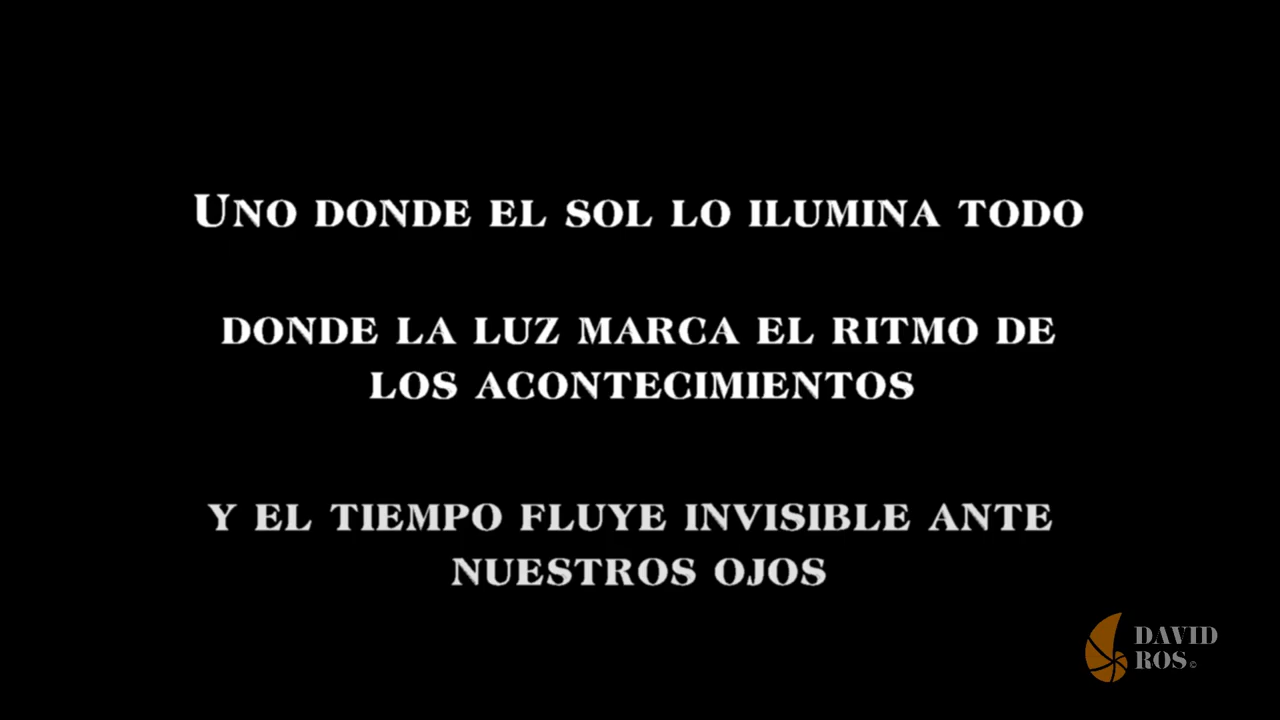 Uno donde el sol lo ilumina todo
donde la luz marca el ritmo de
los acontecimientos
y el tiempo fluye invisible ante
nuestros ojos
DAVID
ROS©